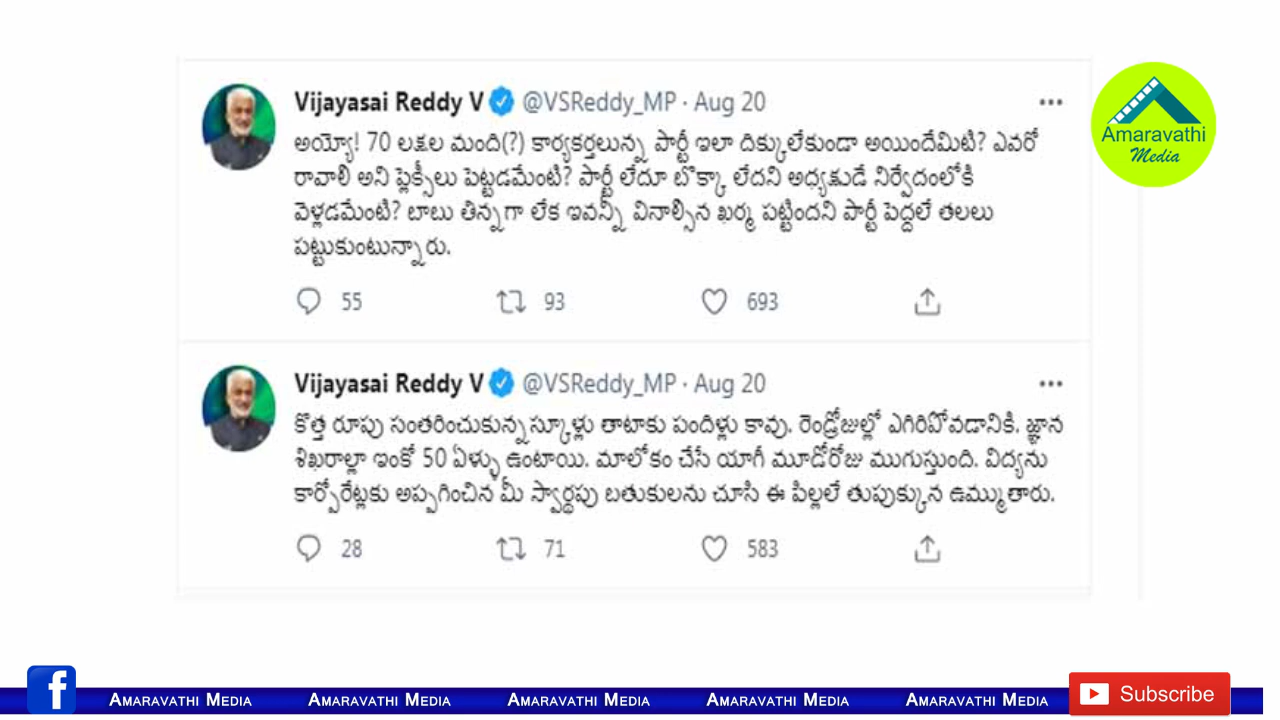 Vijayasai Reddy V @VSReddy_MP · Aug 20
అయ్యో! 70 లక్షల మంది(?) కార్యకర్తలున్న పార్టీ ఇలా దిక్కులేకుండా అయిందేమిటి? ఎవరో
రావాలి అని ఫ్లెక్సీలు పెట్టడమేంటి? పార్టీ లేదూ బొక్కా లేదని అధ్యక్షుడే నిర్వేదంలోకి
వెళ్లడమేంటి? బాబు తిన్నగా లేక ఇవన్నీ వినాల్సిన ఖర్మ పట్టిందని పార్టీ పెద్దలే తలలు
పట్టుకుంటున్నారు.
55 93 693
Vijayasai Reddy V @VSReddy_MP · Aug 20
కొత్త రూపు సంతరించుకున్న స్కూళ్లు తాటాకు పందిళ్లు కావు. రెండ్రోజుల్లో ఎగిరిపోవడానికి. జ్ఞాన
శిఖరాల్లా ఇంకో 50 ఏళ్ళు ఉంటాయి. మాలోకం చేసే యాగీ మూడోరోజు ముగుస్తుంది. విద్యను
కార్పోరేట్లకు అప్పగించిన మీ స్వార్థపు బతుకులను చూసి ఈ పిల్లలే తుపుక్కున ఉమ్ముతారు.
28 71 583
Amaravathi
Media
f AMARAVATHI MEDIA AMARAVATHI MEDIA AMARAVATHI MEDIA AMARAVATHI MEDIA AMARAVATHI MEDIA Subscribe